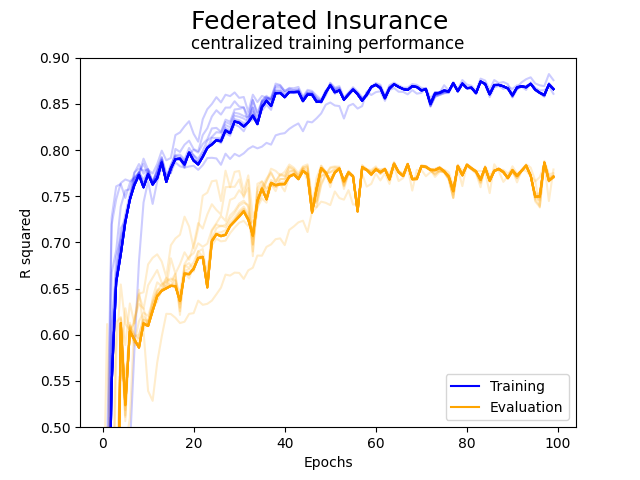 Federated Insurance
centralized training performance
0.90
0.85
0.80
0.75
0.70
0.65
0.60
0.55
0.50
R squared
0 20 40 60 80 100
Epochs
Training
Evaluation